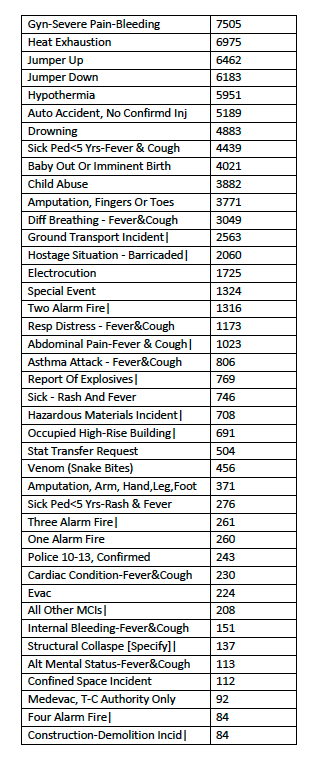 Gyn-Severe Pain-Bleeding 7505
Heat Exhaustion 6975
Jumper Up 6462
Jumper Down 6183
Hypothermia 5951
Auto Accident, No Confirmd Inj 5189
Drowning 4883
Sick Ped<5 Yrs-Fever & Cough 4439
Baby Out Or Imminent Birth 4021
Child Abuse 3882
Amputation, Fingers Or Toes 3771
Diff Breathing - Fever&Cough 3049
Ground Transport Incident| 2563
Hostage Situation - Barricaded| 2060
Electrocution 1725
Special Event 1324
Two Alarm Fire| 1316
Resp Distress - Fever&Cough 1173
Abdominal Pain-Fever & Cough| 1023
Asthma Attack - Fever&Cough 806
Report Of Explosives| 769
Sick - Rash And Fever 746
Hazardous Materials Incident| 708
Occupied High-Rise Building| 691
Stat Transfer Request 504
Venom (Snake Bites) 456
Amputation, Arm, Hand,Leg,Foot 371
Sick Ped<5 Yrs-Rash & Fever 276
Three Alarm Fire| 261
One Alarm Fire 260
Police 10-13, Confirmed 243
Cardiac Condition-Fever&Cough 230
Evac 224
All Other MCIs| 208
Internal Bleeding-Fever&Cough 151
Structural Collaspe [Specify]| 137
Alt Mental Status-Fever&Cough 113
Confined Space Incident 112
Medevac, T-C Authority Only 92
Four Alarm Fire| 84
Construction-Demolition Incid| 84